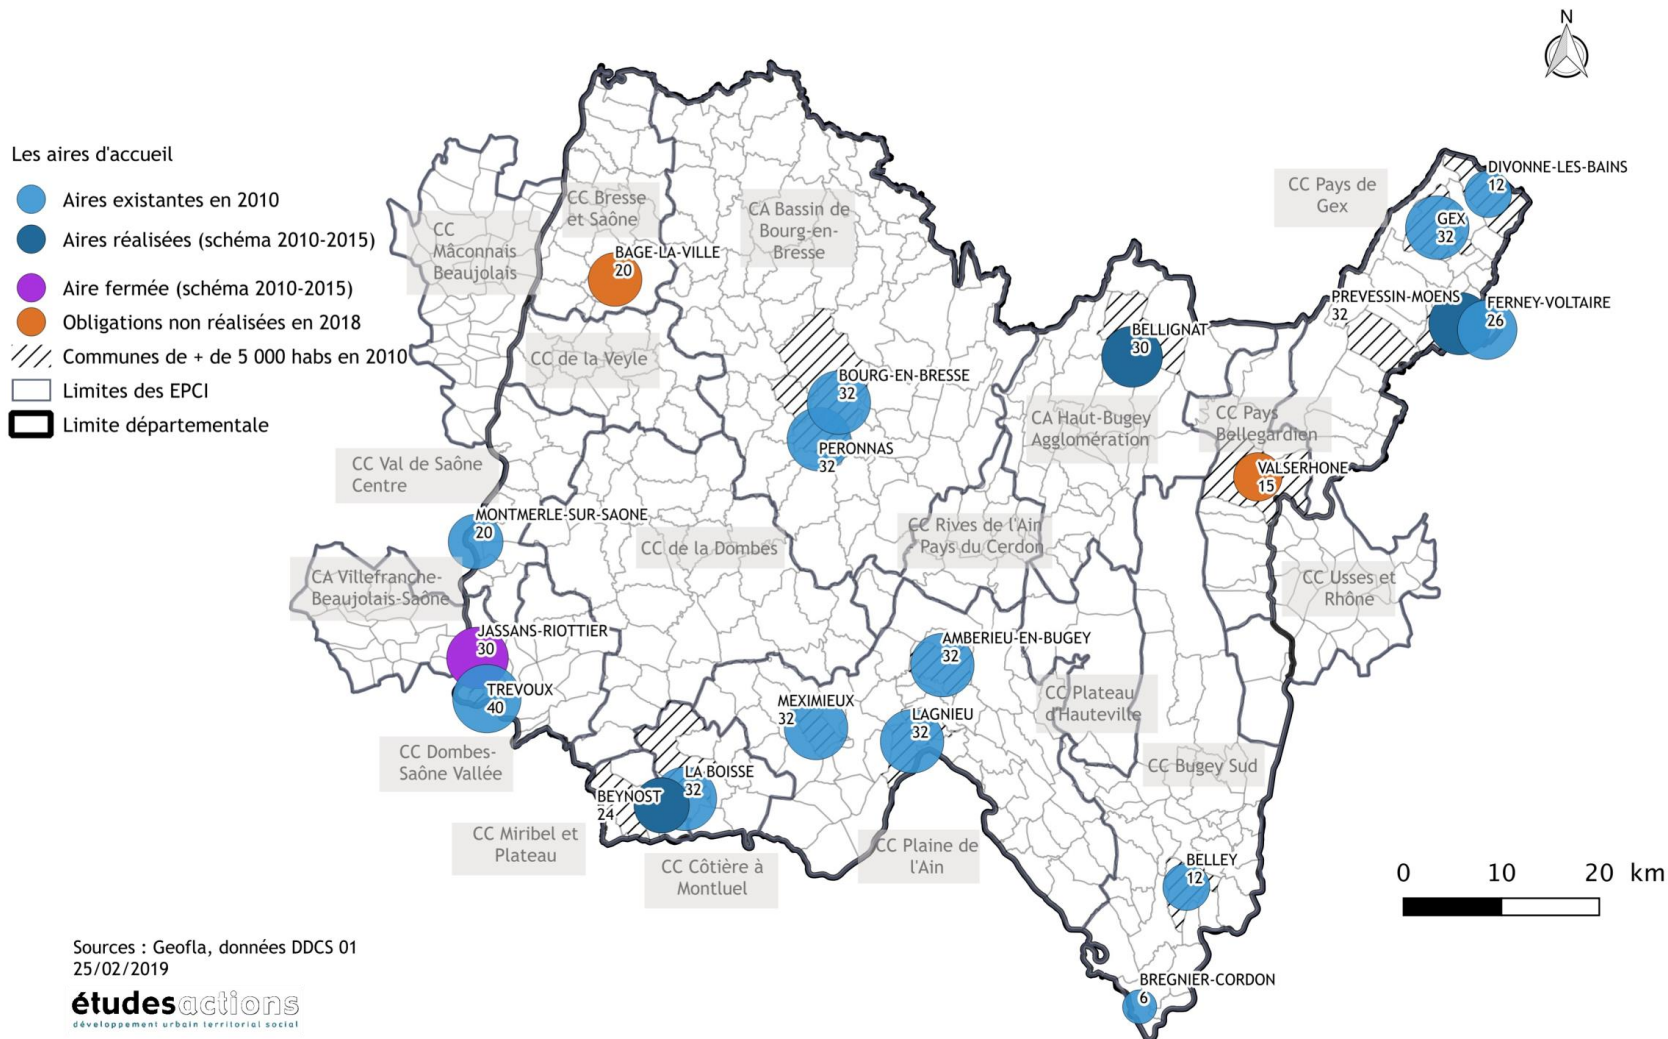 N
Les aires d'accueil
Aires existantes en 2010
Aires réalisées (schéma 2010-2015)
Aire fermée (schéma 2010-2015)
Obligations non réalisées en 2018
Communes de + de 5 000 habs en 2010
Limites des EPCI
Limite départementale
CC
Mâconnais
Beaujolais
CC Bresse
et Saône
BAGE-LA-VILLE
20
CA Bassin de
Bourg-en-
Bresse
CC Pays de
Gex
DIVONNE-LES-BAINS
12
GEX
32
PREVESSIN-MOENS
32
FERNEY-VOLTAIRE
26
BELLIGNAT
30
CC de la Veyle
BOURG-EN-BRESSE
32
PERONNAS
32
CA Haut-Bugey
Agglomération
CC Pays
Bellegardien
VALSERHONE
15
CC Val de Saône
Centre
MONTMERLE-SUR-SAONE
20
CC de la Dombes
CC Rives de l'Ain
Pays du Cerdon
CA Villefranche-
Beaujolais-Saône
CC Usses et
Rhône
JASSANS-RIOTTIER
30
TREVOUX
40
AMBERIEU-EN-BUGEY
32
MEXIMIEUX
32
LAGNIEU
32
CC Plateau
d'Hauteville
CC Dombes-
Saône Vallée
LA BOISSE
32
BEYNOST
24
CC Bugey Sud
CC Miribel et
Plateau
CC Côtière à
Montluel
CC Plaine de
l'Ain
BELLEY
12
BREGNIER-CORDON
6
0 10 20 km
Sources : Geofla, données DDCS 01
25/02/2019
étudesactions
développement urbain territorial social